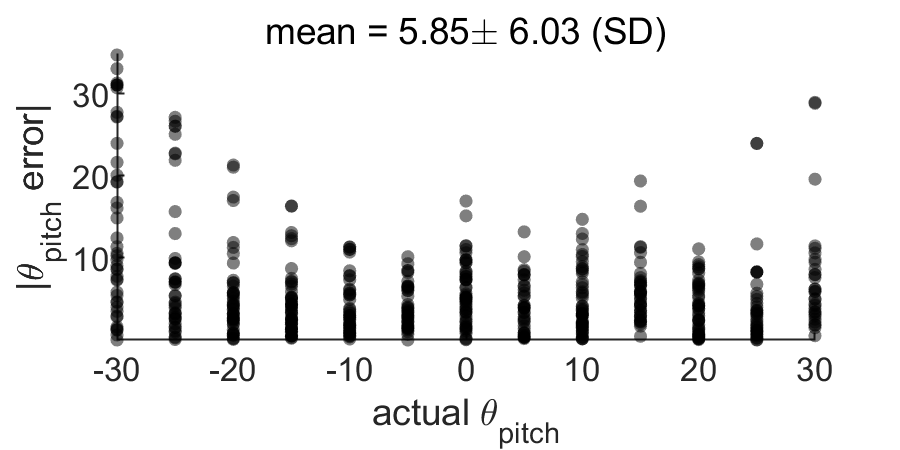 mean = 5.85± 6.03 (SD)
|θpitch error|
30
20
10
-30 -20 -10 0 10 20 30
actual θpitch